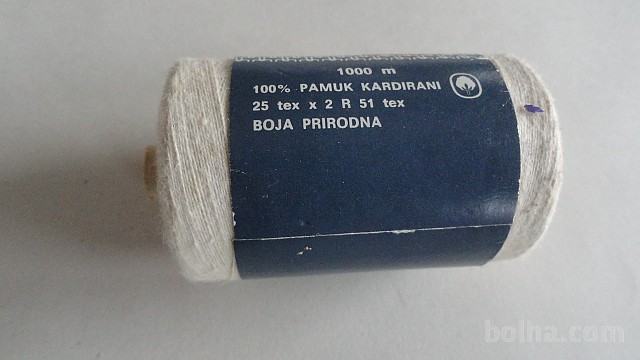 1000 m
100% PAMUK KARDIRANI
25 tex x 2 R 51 tex
BOJA PRIRODNA
bolha.com